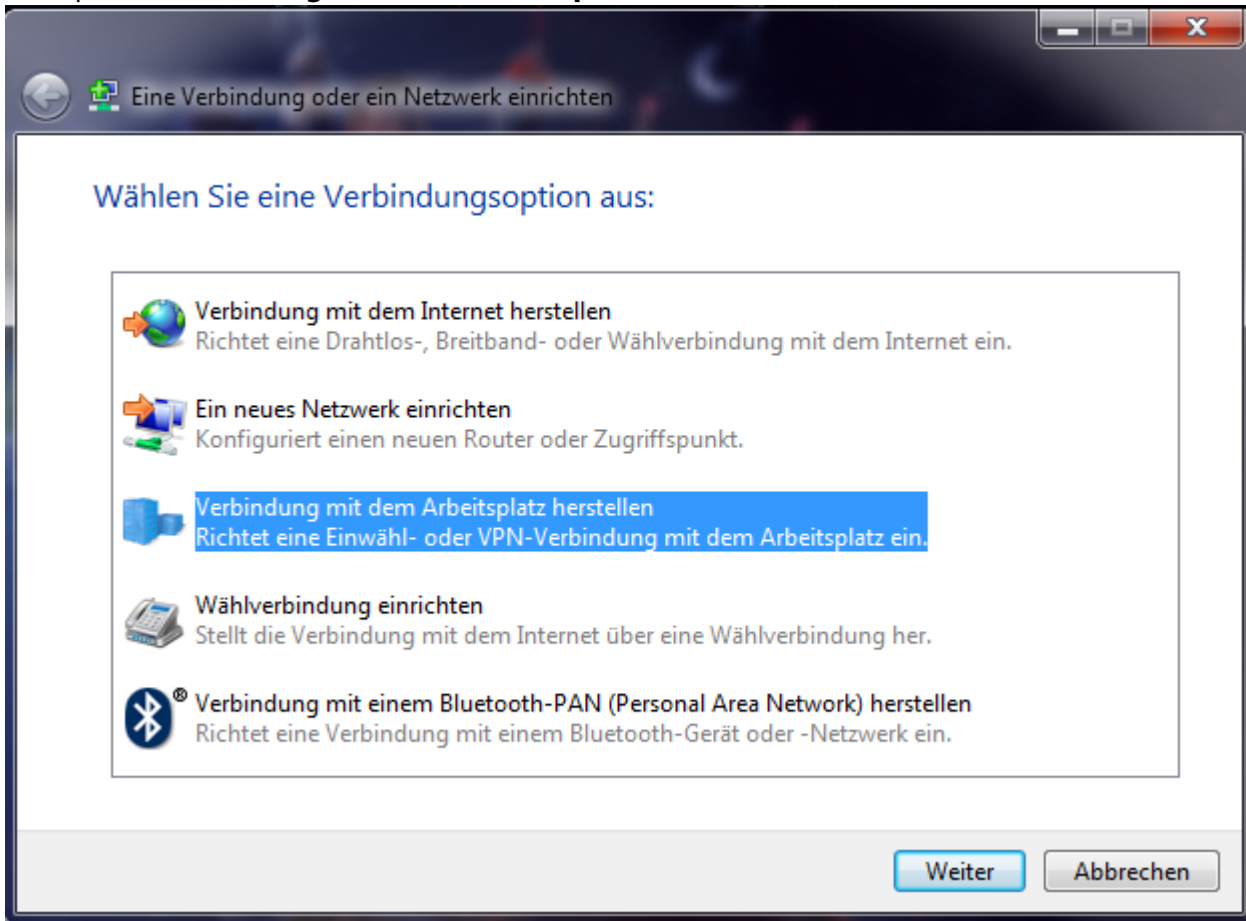 Eine Verbindung oder ein Netzwerk einrichten
Wählen Sie eine Verbindungsoption aus:
Verbindung mit dem Internet herstellen
Richtet eine Drahtlos-, Breitband- oder Wählverbindung mit dem Internet ein.
Ein neues Netzwerk einrichten
Konfiguriert einen neuen Router oder Zugriffspunkt.
Verbindung mit dem Arbeitsplatz herstellen
Richtet eine Einwähl- oder VPN-Verbindung mit dem Arbeitsplatz ein.
Wählverbindung einrichten
Stellt die Verbindung mit dem Internet über eine Wählverbindung her.
® Verbindung mit einem Bluetooth-PAN (Personal Area Network) herstellen
Richtet eine Verbindung mit einem Bluetooth-Gerät oder -Netzwerk ein.
Weiter Abbrechen